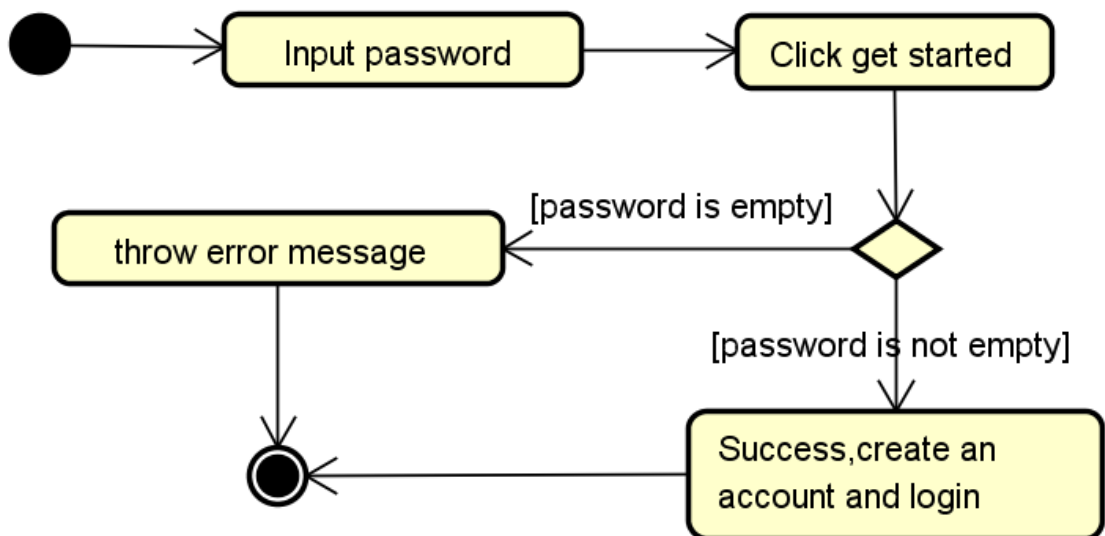 Input password
Click get started
[password is empty]
throw error message
[password is not empty]
Success,create an
account and login